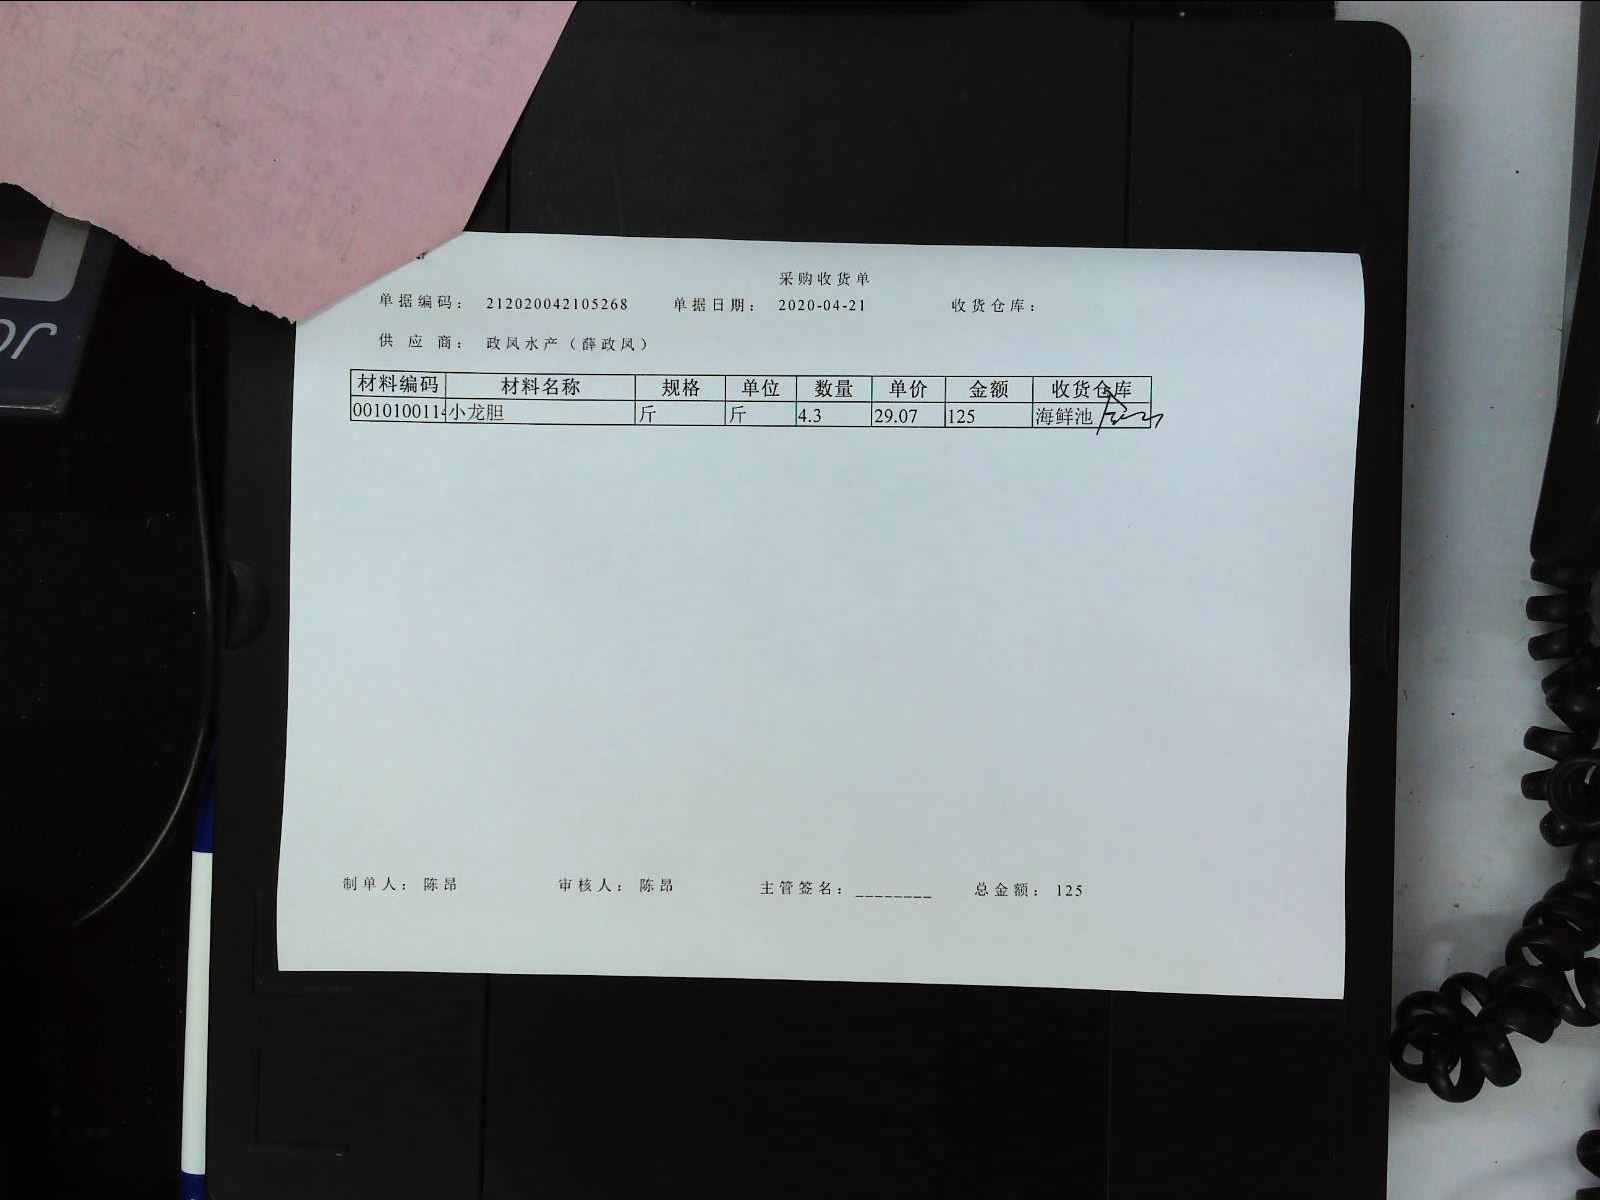 采购收货单
单据编码： 212020042105268 单据日期： 2020-04-21 收货仓库：
供 应 商： 政凤水产（薛政凤）
材料编码 材料名称 规格 单位 数量 单价 金额 收货仓库
0010100114 小龙胆 斤 斤 4.3 29.07 125 海鲜池
制单人： 陈昂 审核人： 陈昂 主管签名：________ 总金额： 125